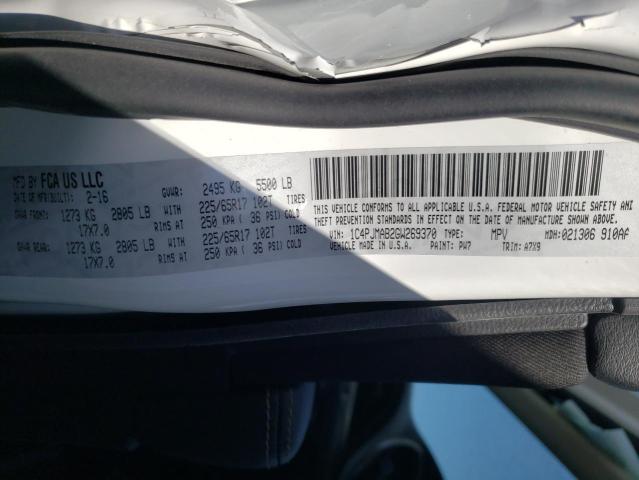 MFD BY FCA US LLC
DATE OF MFR(BUILT): 2-16 GVWR: 2495 KG 5500 LB
GAWR FRONT: 1273 KG 2805 LB WITH 225/65R17 102T TIRES
17X7.0 RIMS AT 250 KPA ( 36 PSI) COLD
GAWR REAR: 1273 KG 2805 LB WITH 225/65R17 102T TIRES
17X7.0 RIMS AT 250 KPA ( 36 PSI) COLD
THIS VEHICLE CONFORMS TO ALL APPLICABLE U.S.A. FEDERAL MOTOR VEHICLE SAFETY
THEFT PREVENTION STANDARDS IN EFFECT ON THE DATE OF MANUFACTURE SHOWN ABOVE
VEHICLE MADE IN U.S.A. PAINT: PW7 TRIM: A7X9
VIN: 1C4PJMAB2GW269370 TYPE: MPV MDH: 021306 910AF